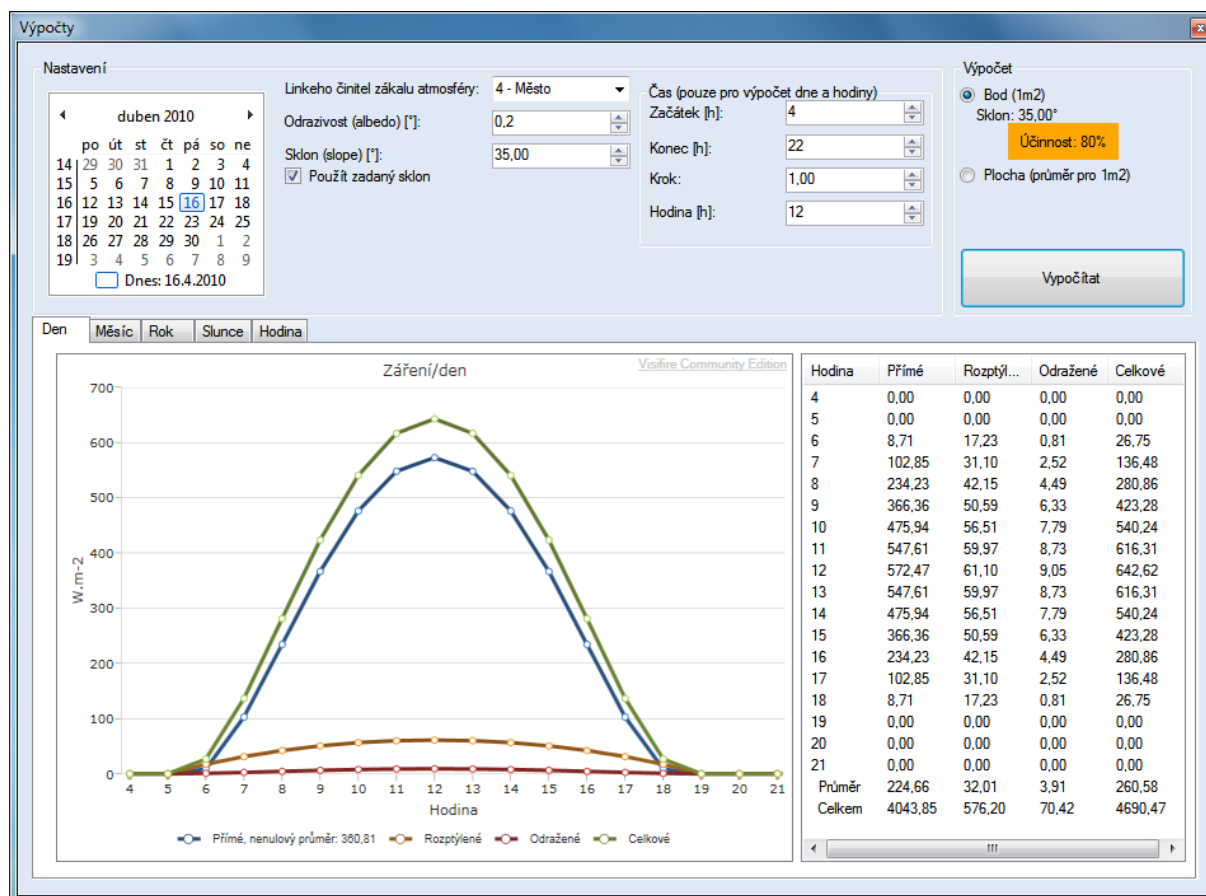 Výpočty
Nastavení
duben 2010
po út st čt pá so ne
14 29 30 31 1 2 3 4
15 5 6 7 8 9 10 11
16 12 13 14 15 16 17 18
17 19 20 21 22 23 24 25
18 26 27 28 29 30 1 2
19 3 4 5 6 7 8 9
Dnes: 16.4.2010
Linkeho činitel zákalu atmosféry: 4 - Město
Odrazivost (albedo) [°]: 0,2
Sklon (slope) [°]: 35,00
Použít zadaný sklon
Čas (pouze pro výpočet dne a hodiny)
Začátek [h]: 4
Konec [h]: 22
Krok: 1,00
Hodina [h]: 12
Výpočet
Bod (1m2)
Sklon: 35,00°
Účinnost: 80%
Plocha (průměr pro 1m2)
Vypočítat
Den Měsíc Rok Slunce Hodina
Záření/den
Visifire Community Edition
700
600
500
400
300
200
100
0
W.m-2
4 5 6 7 8 9 10 11 12 13 14 15 16 17 18 19 20 21
Hodina
Přímé, nenulový průměr: 360,81 Rozptýlené Odražené Celkové
Hodina Přímé Rozptýl... Odražené Celkové
4 0,00 0,00 0,00 0,00
5 0,00 0,00 0,00 0,00
6 8,71 17,23 0,81 26,75
7 102,85 31,10 2,52 136,48
8 234,23 42,15 4,49 280,86
9 366,36 50,59 6,33 423,28
10 475,94 56,51 7,79 540,24
11 547,61 59,97 8,73 616,31
12 572,47 61,10 9,05 642,62
13 547,61 59,97 8,73 616,31
14 475,94 56,51 7,79 540,24
15 366,36 50,59 6,33 423,28
16 234,23 42,15 4,49 280,86
17 102,85 31,10 2,52 136,48
18 8,71 17,23 0,81 26,75
19 0,00 0,00 0,00 0,00
20 0,00 0,00 0,00 0,00
21 0,00 0,00 0,00 0,00
Průměr 224,66 32,01 3,91 260,58
Celkem 4043,85 576,20 70,42 4690,47